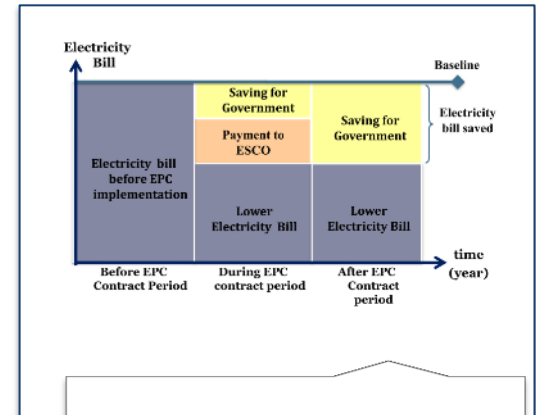 Electricity
Bill
Baseline
Saving for
Government
Payment to
ESCO
Saving for
Government
Electricity
bill saved
Electricity bill
before EPC
implementation
Lower
Electricity Bill
Lower
Electricity Bill
time
(year)
Before EPC
Contract Period
During EPC
contract period
After EPC
Contract
period